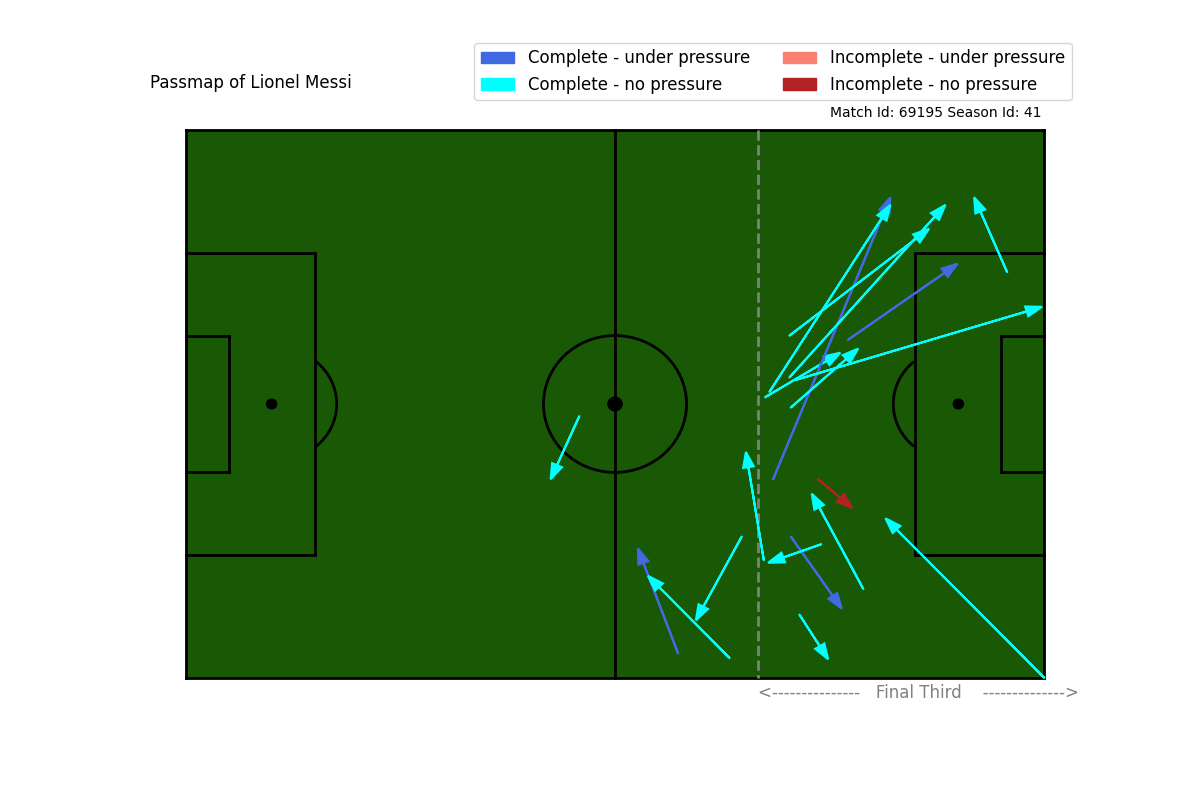 Passmap of Lionel Messi
Complete - under pressure
Complete - no pressure
Incomplete - under pressure
Incomplete - no pressure
Match Id: 69195 Season Id: 41
<--------------- Final Third -------------->